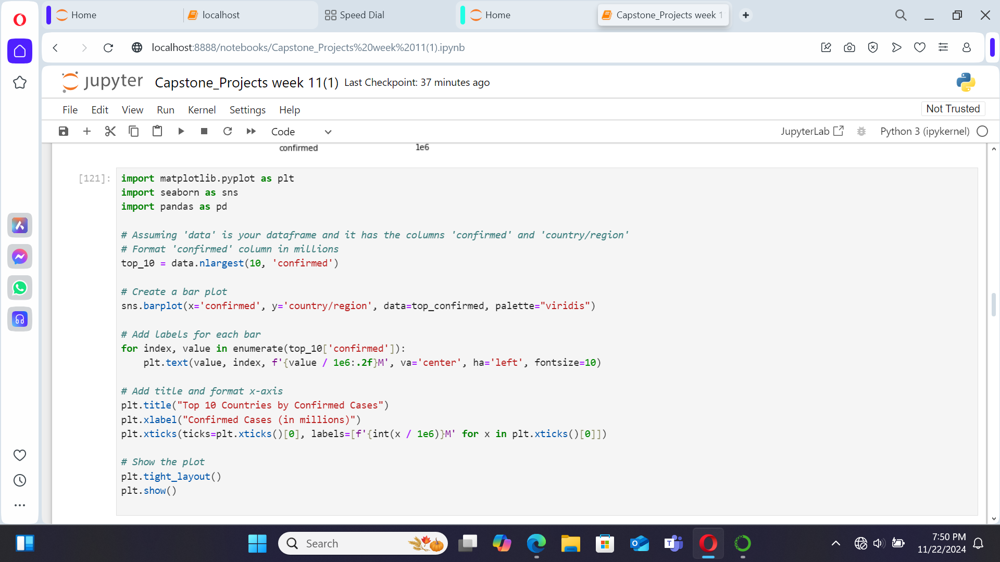 Home
localhost
Speed Dial
Home
Capstone_Projects week 1
localhost:8888/notebooks/Capstone_Projects%20week%2011(1).ipynb
jupyter
Capstone_Projects week 11(1)
Last Checkpoint: 37 minutes ago
File
Edit
View
Run
Kernel
Settings
Help
Not Trusted
Code
JupyterLab
Python 3 (ipykernel)
confirmed
1e6
[121]:
import matplotlib.pyplot as plt
import seaborn as sns
import pandas as pd
# Assuming 'data' is your dataframe and it has the columns 'confirmed' and 'country/region'
# Format 'confirmed' column in millions
top_10 = data.nlargest(10, 'confirmed')
# Create a bar plot
sns.barplot(x='confirmed', y='country/region', data=top_confirmed, palette="viridis")
# Add labels for each bar
for index, value in enumerate(top_10['confirmed']):
    plt.text(value, index, f'{value / 1e6:.2f}M', va='center', ha='left', fontsize=10)
# Add title and format x-axis
plt.title("Top 10 Countries by Confirmed Cases")
plt.xlabel("Confirmed Cases (in millions)")
plt.xticks(ticks=plt.xticks()[0], labels=[f'{int(x / 1e6)}M' for x in plt.xticks()[0]])
# Show the plot
plt.tight_layout()
plt.show()
Search
7:50 PM
11/22/2024